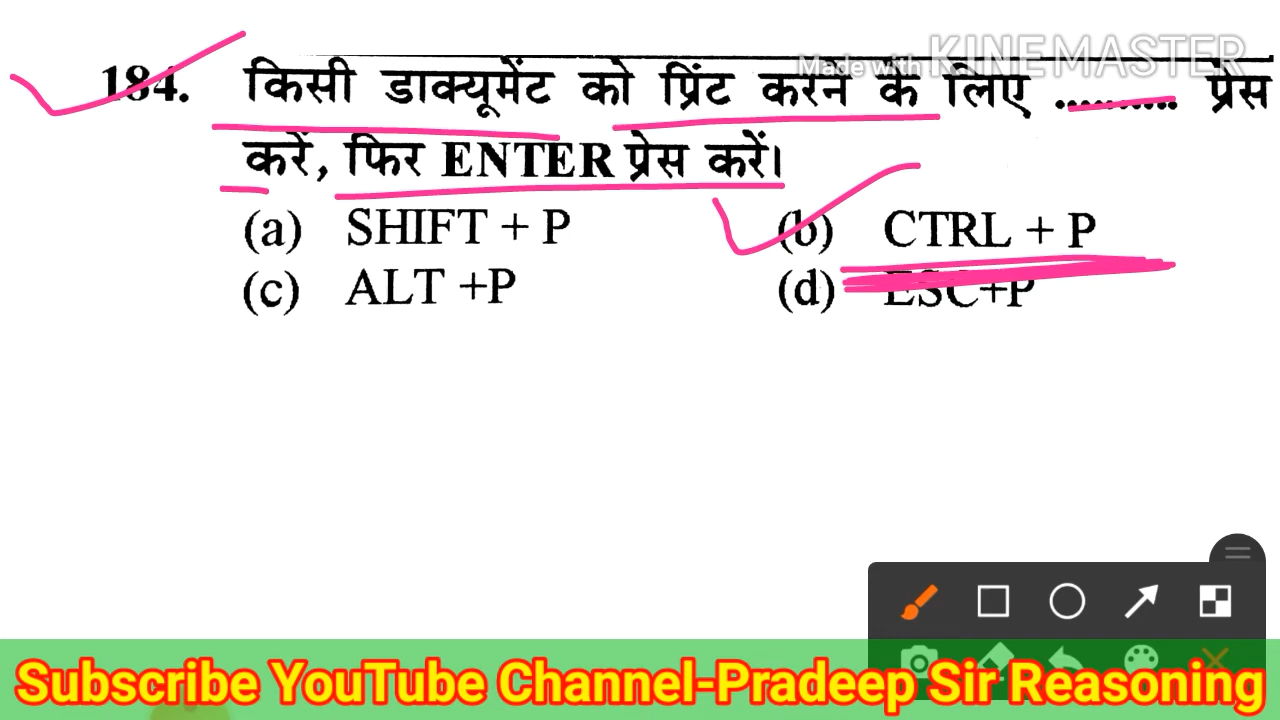 Made with KINEMASTER
184. किसी डाक्यूमेंट को प्रिंट करने के लिए .......... प्रेस
करें, फिर ENTER प्रेस करें।
(a) SHIFT + P (b) CTRL + P
(c) ALT +P (d) ESC+P
Subscribe YouTube Channel-Pradeep Sir Reasoning